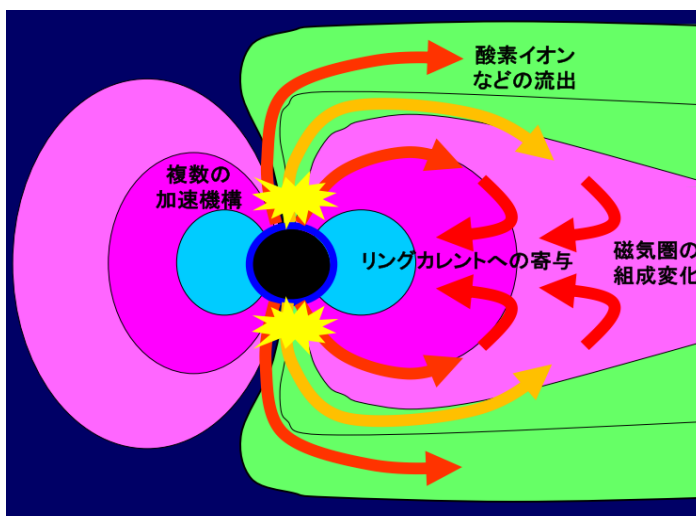 酸素イオン
などの流出
複数の
加速機構
リングカレントへの寄与
磁気圏の
組成変化